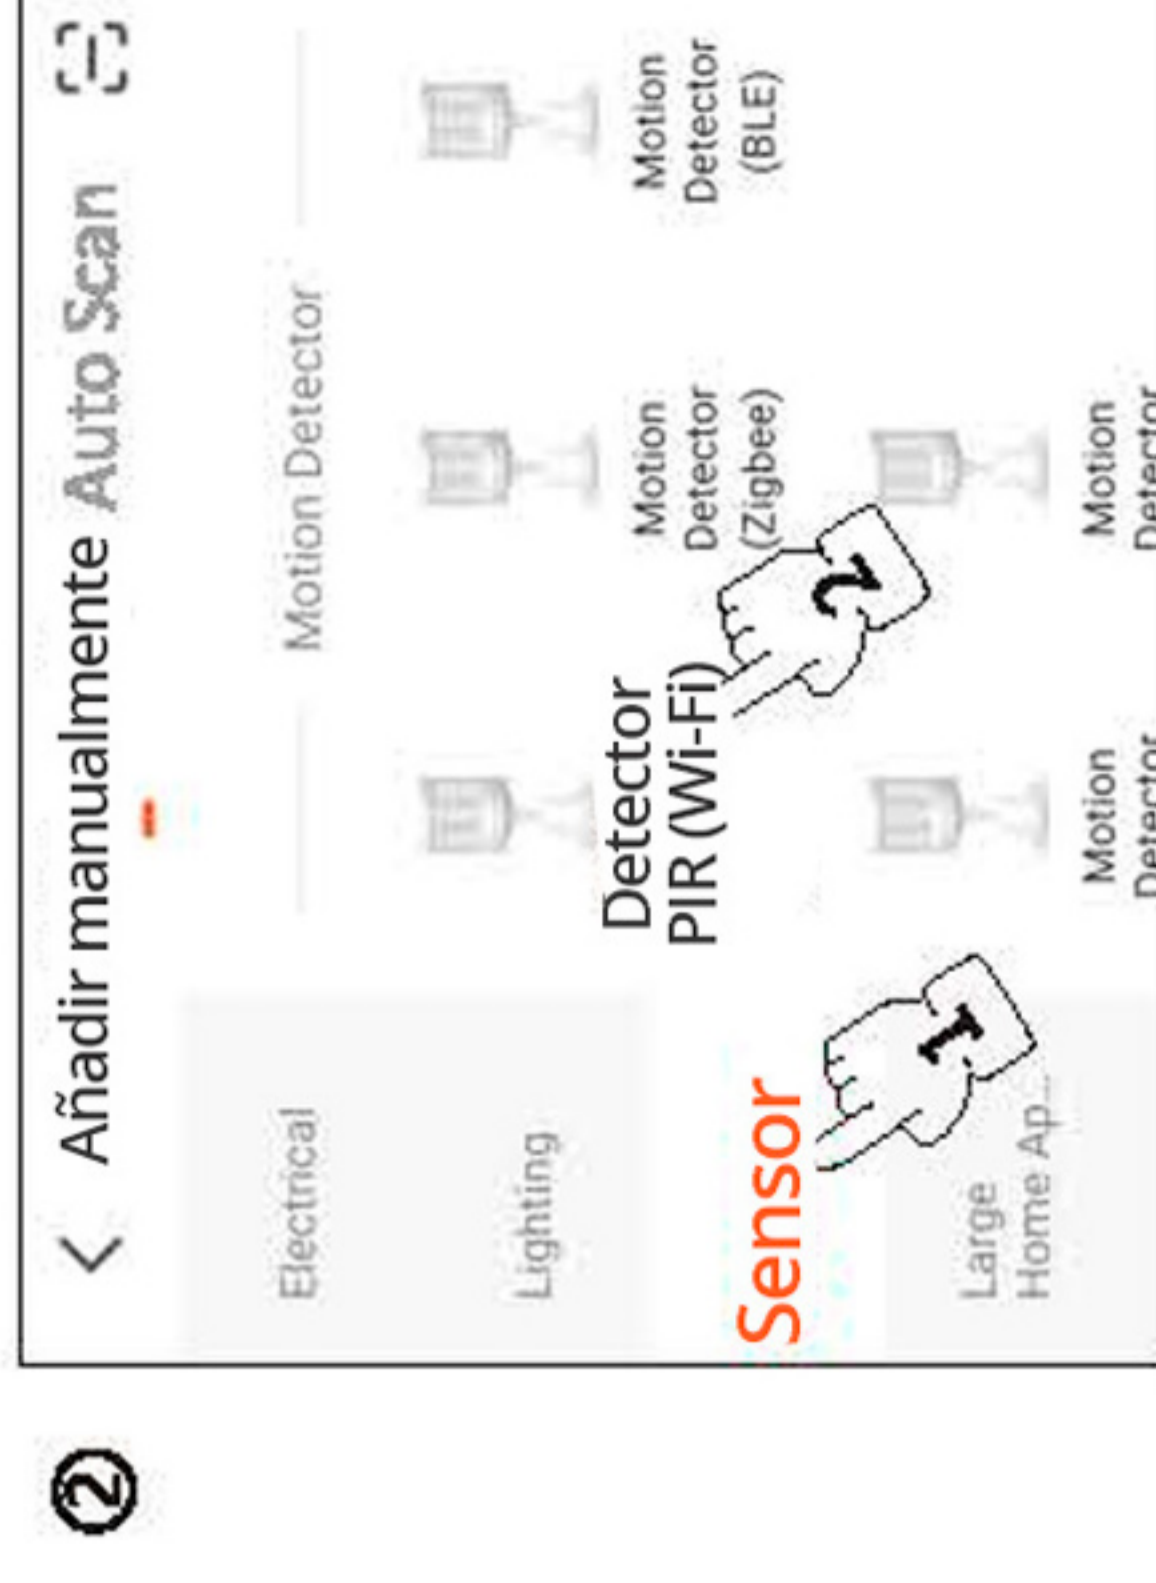 ②
Añadir manualmente Auto Scan
Electrical
Lighting
Sensor
Large
Home Ap...
Motion Detector
Detector
PIR (Wi-Fi)
Motion
Detector
(Zigbee)
Motion
Detector
(BLE)
Motion
Detector
Motion
Detector
1
2